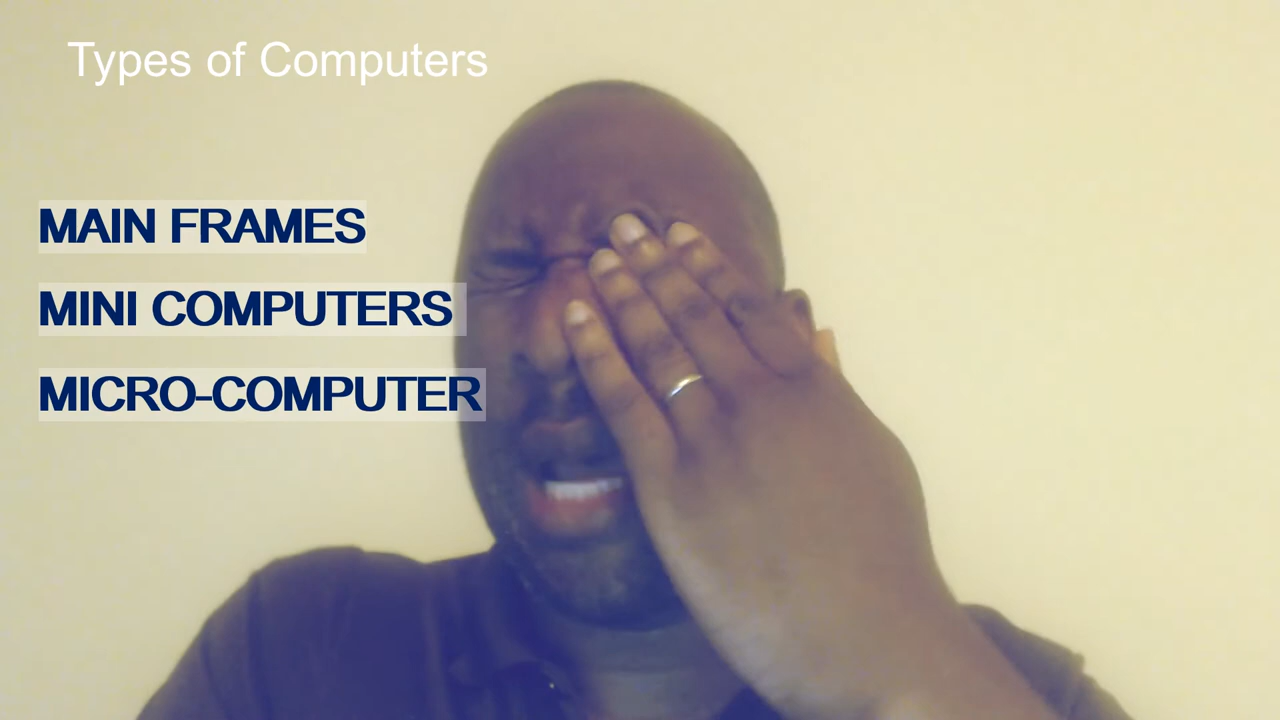 Types of Computers
MAIN FRAMES
MINI COMPUTERS
MICRO-COMPUTER